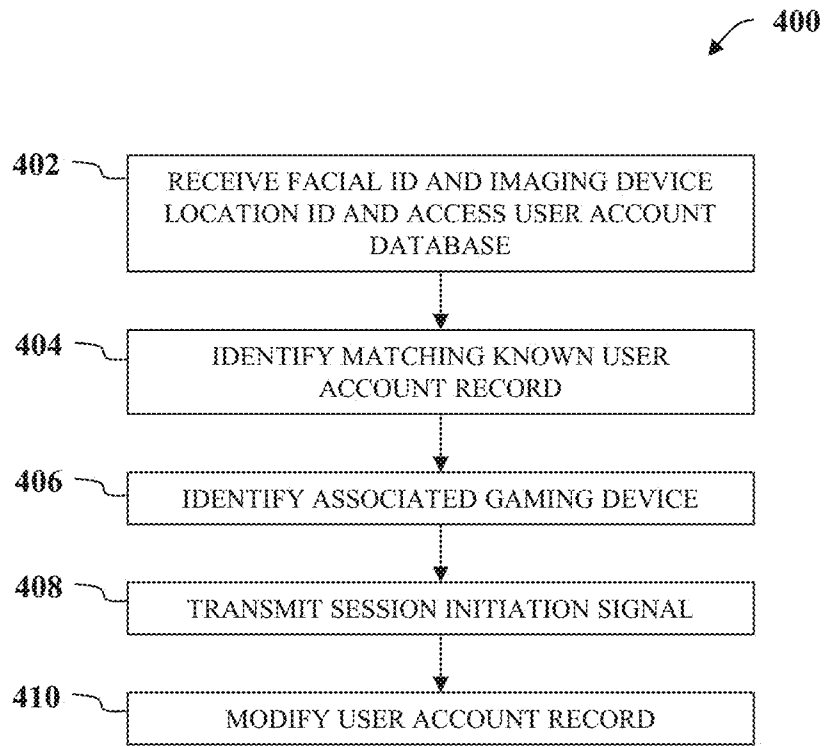 400
402
RECEIVE FACIAL ID AND IMAGING DEVICE
LOCATION ID AND ACCESS USER ACCOUNT
DATABASE
404
IDENTIFY MATCHING KNOWN USER
ACCOUNT RECORD
406
IDENTIFY ASSOCIATED GAMING DEVICE
408
TRANSMIT SESSION INITIATION SIGNAL
410
MODIFY USER ACCOUNT RECORD